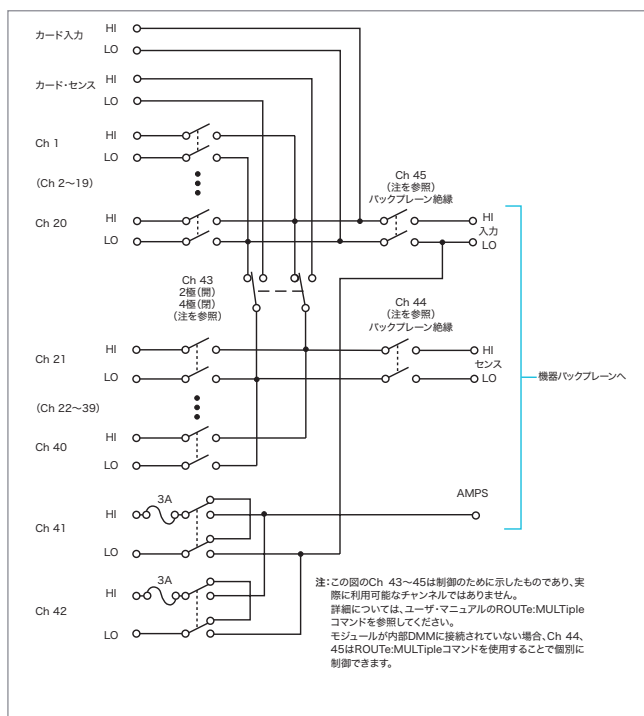 カード入力
HI
LO
カード・センス
HI
LO
Ch 1
HI
LO
(Ch 2～19)
Ch 20
HI
LO
Ch 45
(注を参照)
バックプレーン絶縁
HI
入力
LO
Ch 43
2極(開)
4極(閉)
(注を参照)
Ch 44
(注を参照)
バックプレーン絶縁
Ch 21
HI
LO
HI
センス
LO
機器バックプレーンへ
(Ch 22～39)
Ch 40
HI
LO
AMPS
Ch 41
HI
3A
LO
Ch 42
HI
3A
LO
注：この図のCh 43～45は制御のために示したものであり、実
際に利用可能なチャンネルではありません。
詳細については、ユーザ・マニュアルのROUTe:MULTiple
コマンドを参照してください。
モジュールが内部DMMに接続されていない場合、Ch 44、
45はROUTe:MULTipleコマンドを使用することで個別に
制御できます。